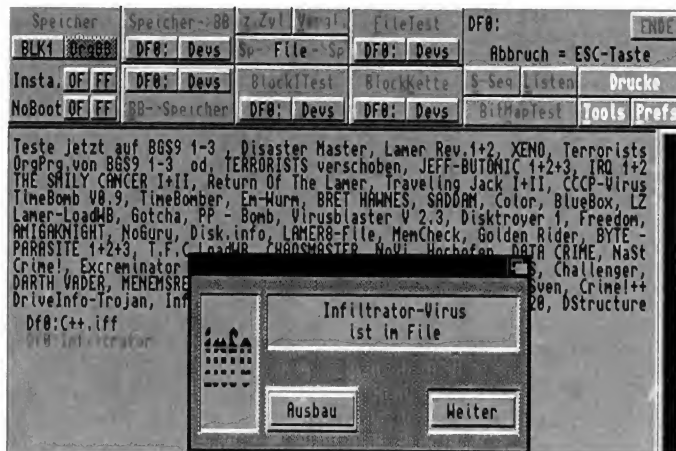 Speicher Speicher->BB z.Zyl Vergl. FileTest DF0: ENDE
BLK1 OrgBB DF0: Devs Sp- File -Sp DF0: Devs Abbruch = ESC-Taste
Insta. OF FF DF0: Devs BlockITest BlockKette S-Seq Listen Drucke
NoBoot OF FF BB->Speicher DF0: Devs DF0: Devs BitMapTest Tools Prefs
Teste jetzt auf BGS9 1-3 , Disaster Master, Lamer Rev.1+2, XENO, Terrorists
OrgPrg.von BGS9 1-3 od. TERRORISTS verschoben, JEFF-BUTONIC 1+2+3, IRQ 1+2
THE SMILY CANCER I+II, Return Of The Lamer, Traveling Jack I+II, CCCP-Virus
TimeBomb V0.9, TimeBomber, Em-Wurm, BRET HAWNES, SADDAM, Color, BlueBox, LZ
Lamer-LoadWB, Gotcha, PP - Bomb, Virusblaster V 2.3, Disktroyer 1, Freedom,
AMIGAKNIGHT, NoGuru, Disk.info, LAMER8-File, MemCheck, Golden Rider, BYTE -
PARASITE 1+2+3, T.F.C LoadWB, CHAOSMASTER, NoVi, Hochofen, DATA CRIME, NaSt
Crime!, Excreminator Challenger,
DARTH VADER, MENEMSRE Sven, Crime!++
DriveInfo-Trojan, Inf 20, DStructure
Df0:C++.iff
Df0:Infiltrator
Infiltrator-Virus
ist im File
info
Ausbau Weiter